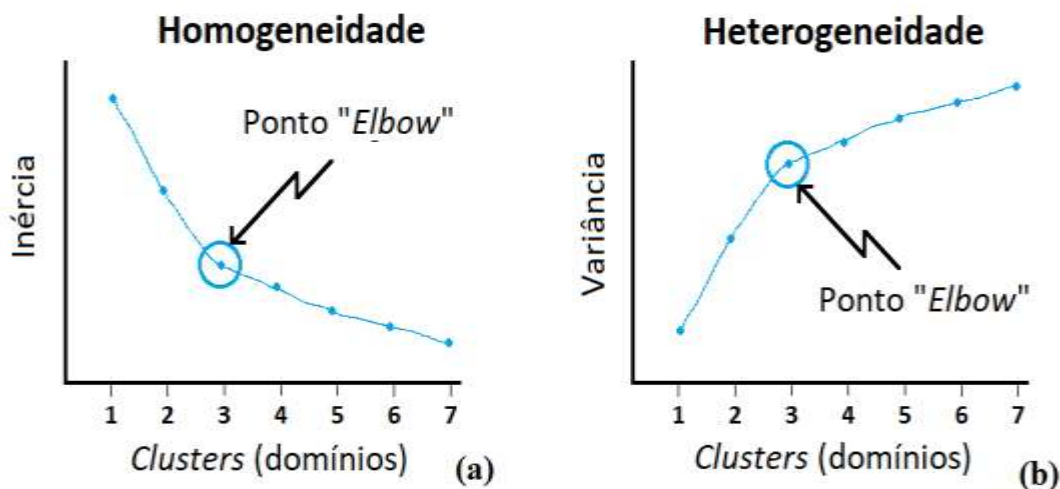 Homogeneidade
Ponto "Elbow"
Inércia
1 2 3 4 5 6 7
Clusters (domínios) (a)
Heterogeneidade
Variância
Ponto "Elbow"
1 2 3 4 5 6 7
Clusters (domínios) (b)